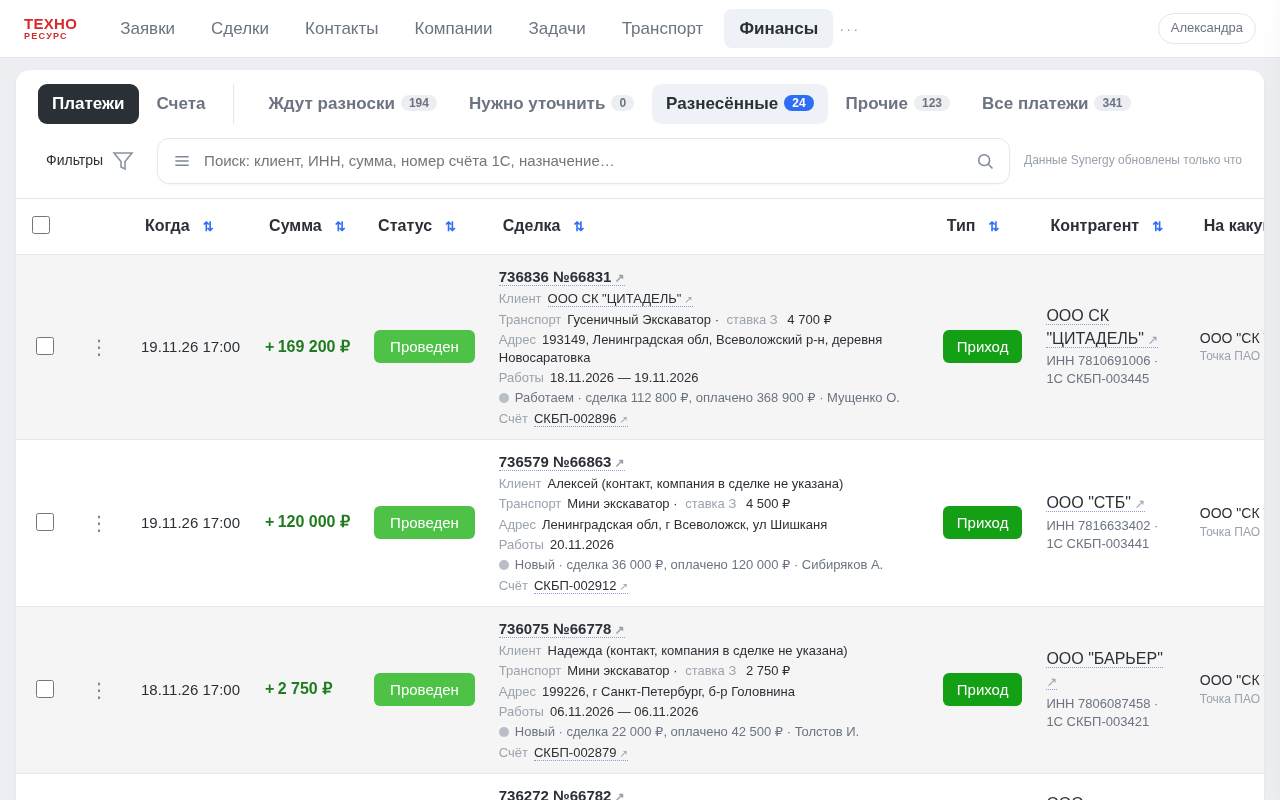 ТЕХНО
РЕСУРС
Заявки Сделки Контакты Компании Задачи Транспорт Финансы ··· Александра
Платежи Счета Ждут разноски 194 Нужно уточнить 0 Разнесённые 24 Прочие 123 Все платежи 341
Фильтры Поиск: клиент, ИНН, сумма, номер счёта 1С, назначение… Данные Synergy обновлены только что
Когда ⇅ Сумма ⇅ Статус ⇅ Сделка ⇅ Тип ⇅ Контрагент ⇅ На
736836 №66831 ↗
Клиент ООО СК "ЦИТАДЕЛЬ" ↗
Транспорт Гусеничный Экскаватор · ставка 3 4 700 ₽
Адрес 193149, Ленинградская обл, Всеволожский р-н, деревня
Новосаратовка
Работы 18.11.2026 — 19.11.2026
Работаем · сделка 112 800 ₽, оплачено 368 900 ₽ · Мущенко О.
Счёт СКБП-002896 ↗
19.11.26 17:00 + 169 200 ₽ Проведен Приход
ООО СК
"ЦИТАДЕЛЬ" ↗
ИНН 7810691006 ·
1С СКБП-003445
ООО "СК
Точка ПАО
736579 №66863 ↗
Клиент Алексей (контакт, компания в сделке не указана)
Транспорт Мини экскаватор · ставка 3 4 500 ₽
Адрес Ленинградская обл, г Всеволожск, ул Шишканя
Работы 20.11.2026
Новый · сделка 36 000 ₽, оплачено 120 000 ₽ · Сибиряков А.
Счёт СКБП-002912 ↗
19.11.26 17:00 + 120 000 ₽ Проведен Приход
ООО "СТБ" ↗
ИНН 7816633402 ·
1С СКБП-003441
ООО "СК
Точка ПАО
736075 №66778 ↗
Клиент Надежда (контакт, компания в сделке не указана)
Транспорт Мини экскаватор · ставка 3 2 750 ₽
Адрес 199226, г Санкт-Петербург, б-р Головнина
Работы 06.11.2026 — 06.11.2026
Новый · сделка 22 000 ₽, оплачено 42 500 ₽ · Толстов И.
Счёт СКБП-002879 ↗
18.11.26 17:00 + 2 750 ₽ Проведен Приход
ООО "БАРЬЕР"
↗
ИНН 7806087458 ·
1С СКБП-003421
ООО "СК
Точка ПАО
736272 №66782 ↗